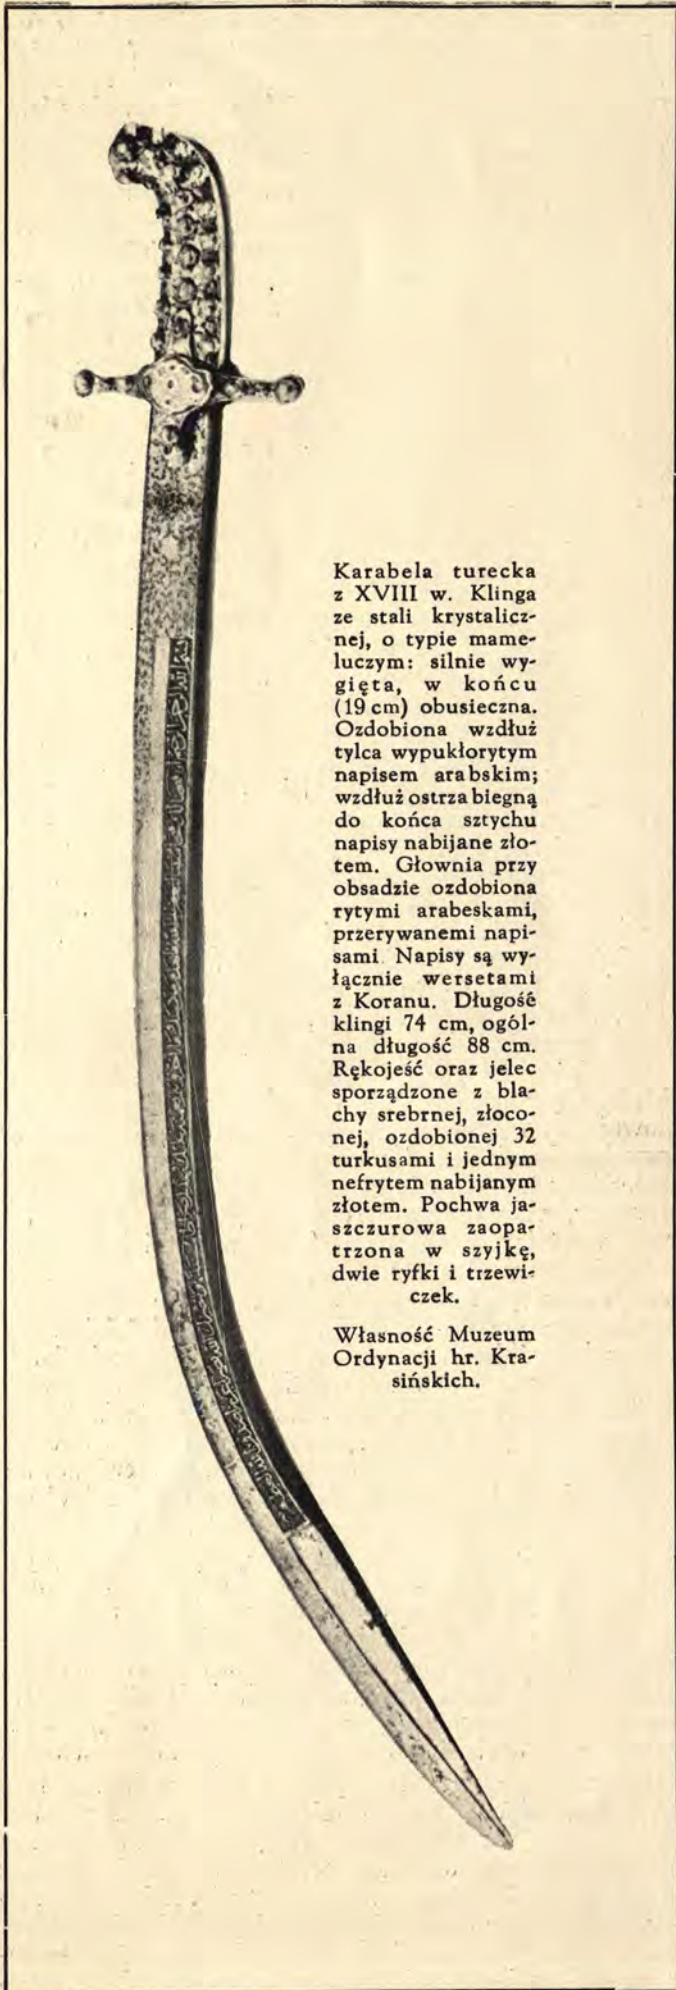 Karabela turecka
z XVIII w. Klinga
ze stali krystalicz-
nej, o typie mame-
luczym: silnie wy-
gięta, w końcu
(19 cm) obusieczna.
Ozdobiona wzdłuż
tylca wypukłorytym
napisem arabskim;
wzdłuż ostrza biegną
do końca sztychu
napisy nabijane zło-
tem. Głownia przy
obsadzie ozdobiona
rytymi arabeskami,
przerywanemi napi-
sami Napisy są wy-
łącznie wersetami
z Koranu. Długość
klingi 74 cm, ogól-
na długość 88 cm.
Rękojeść oraz jelec
sporządzone z bla-
chy srebrnej, złoco-
nej, ozdobionej 32
turkusami i jednym
nefrytem nabijanym
złotem. Pochwa ja-
szczurowa zaopa-
trzona w szyjkę,
dwie ryfki i trzewi-
czek.
Własność Muzeum
Ordynacji hr. Kra-
sińskich.